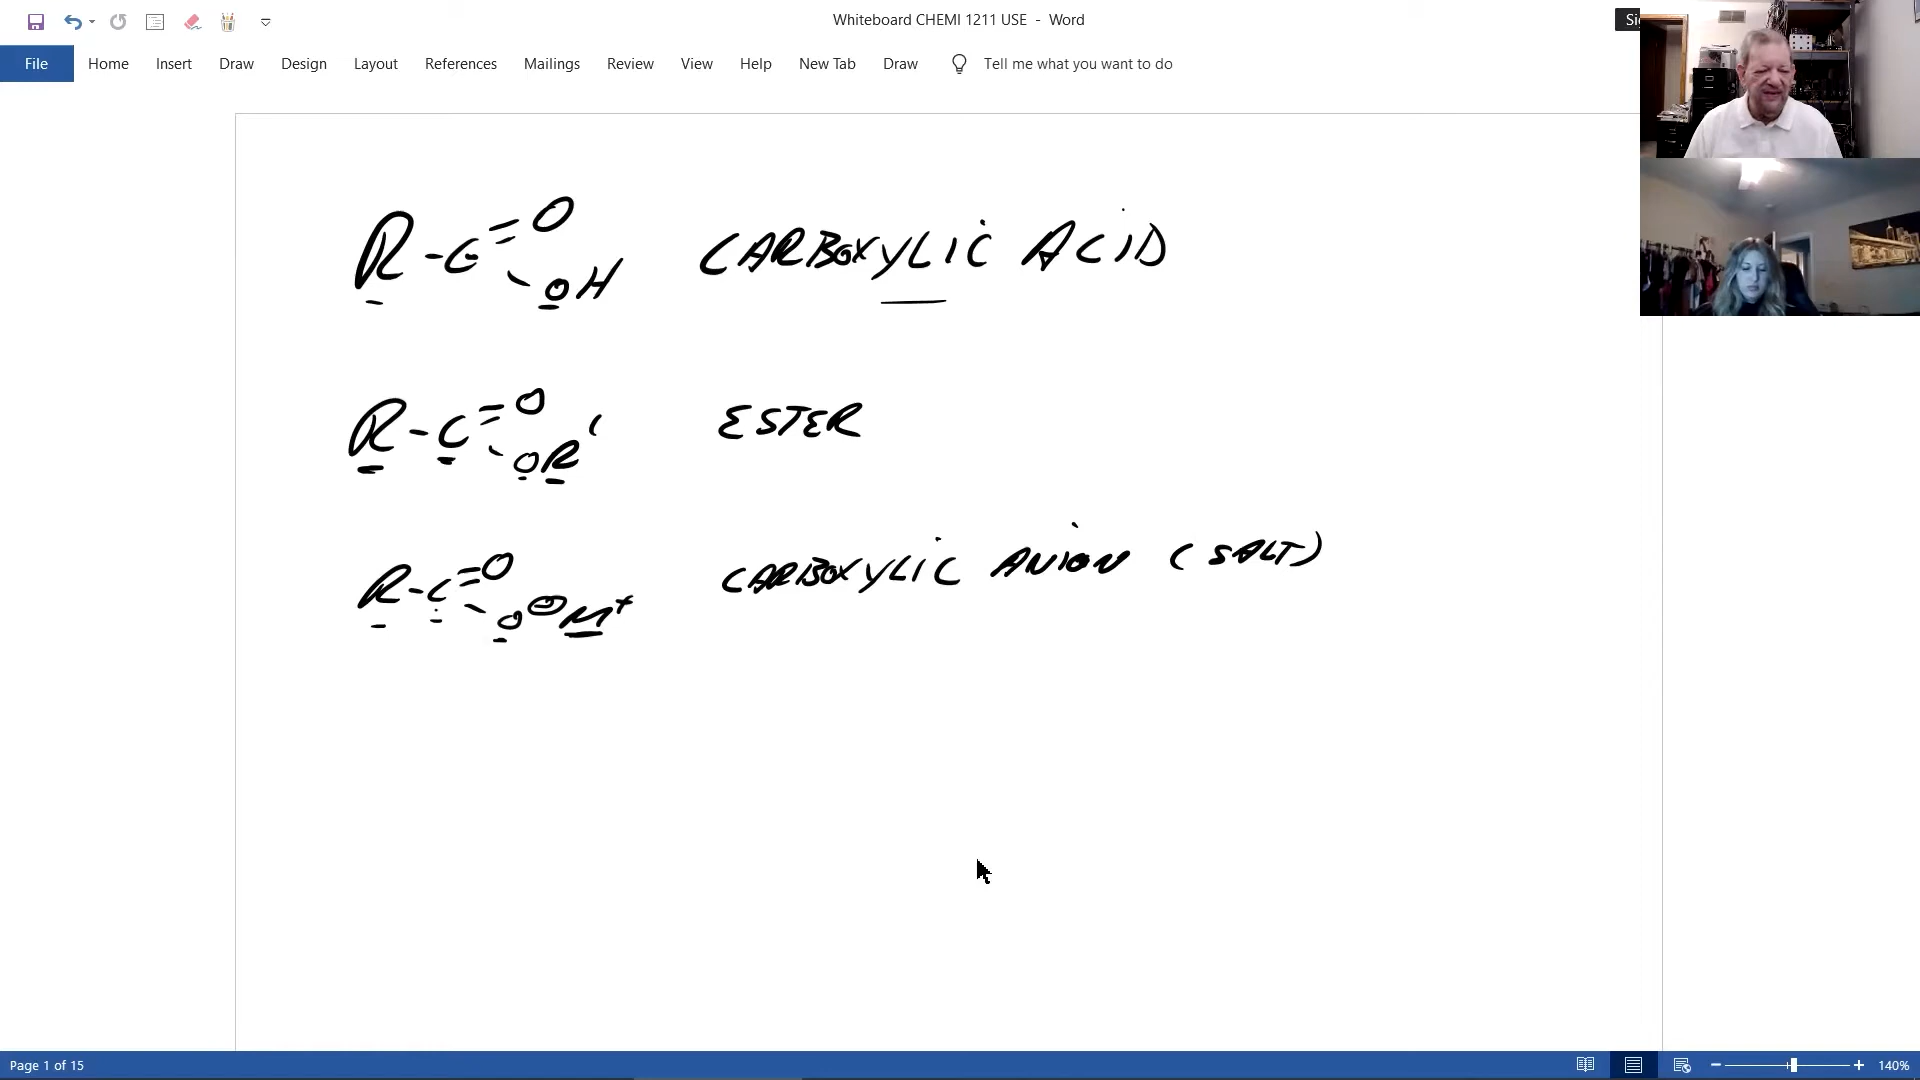 Whiteboard CHEMI 1211 USE - Word
Si
File Home Insert Draw Design Layout References Mailings Review View Help New Tab Draw Tell me what you want to do
R-C=O OH CARBOXYLIC ACID
R-C=O OR' ESTER
R-C=O O⊖M+ CARBOXYLIC ANION (SALT)
Page 1 of 15 140%